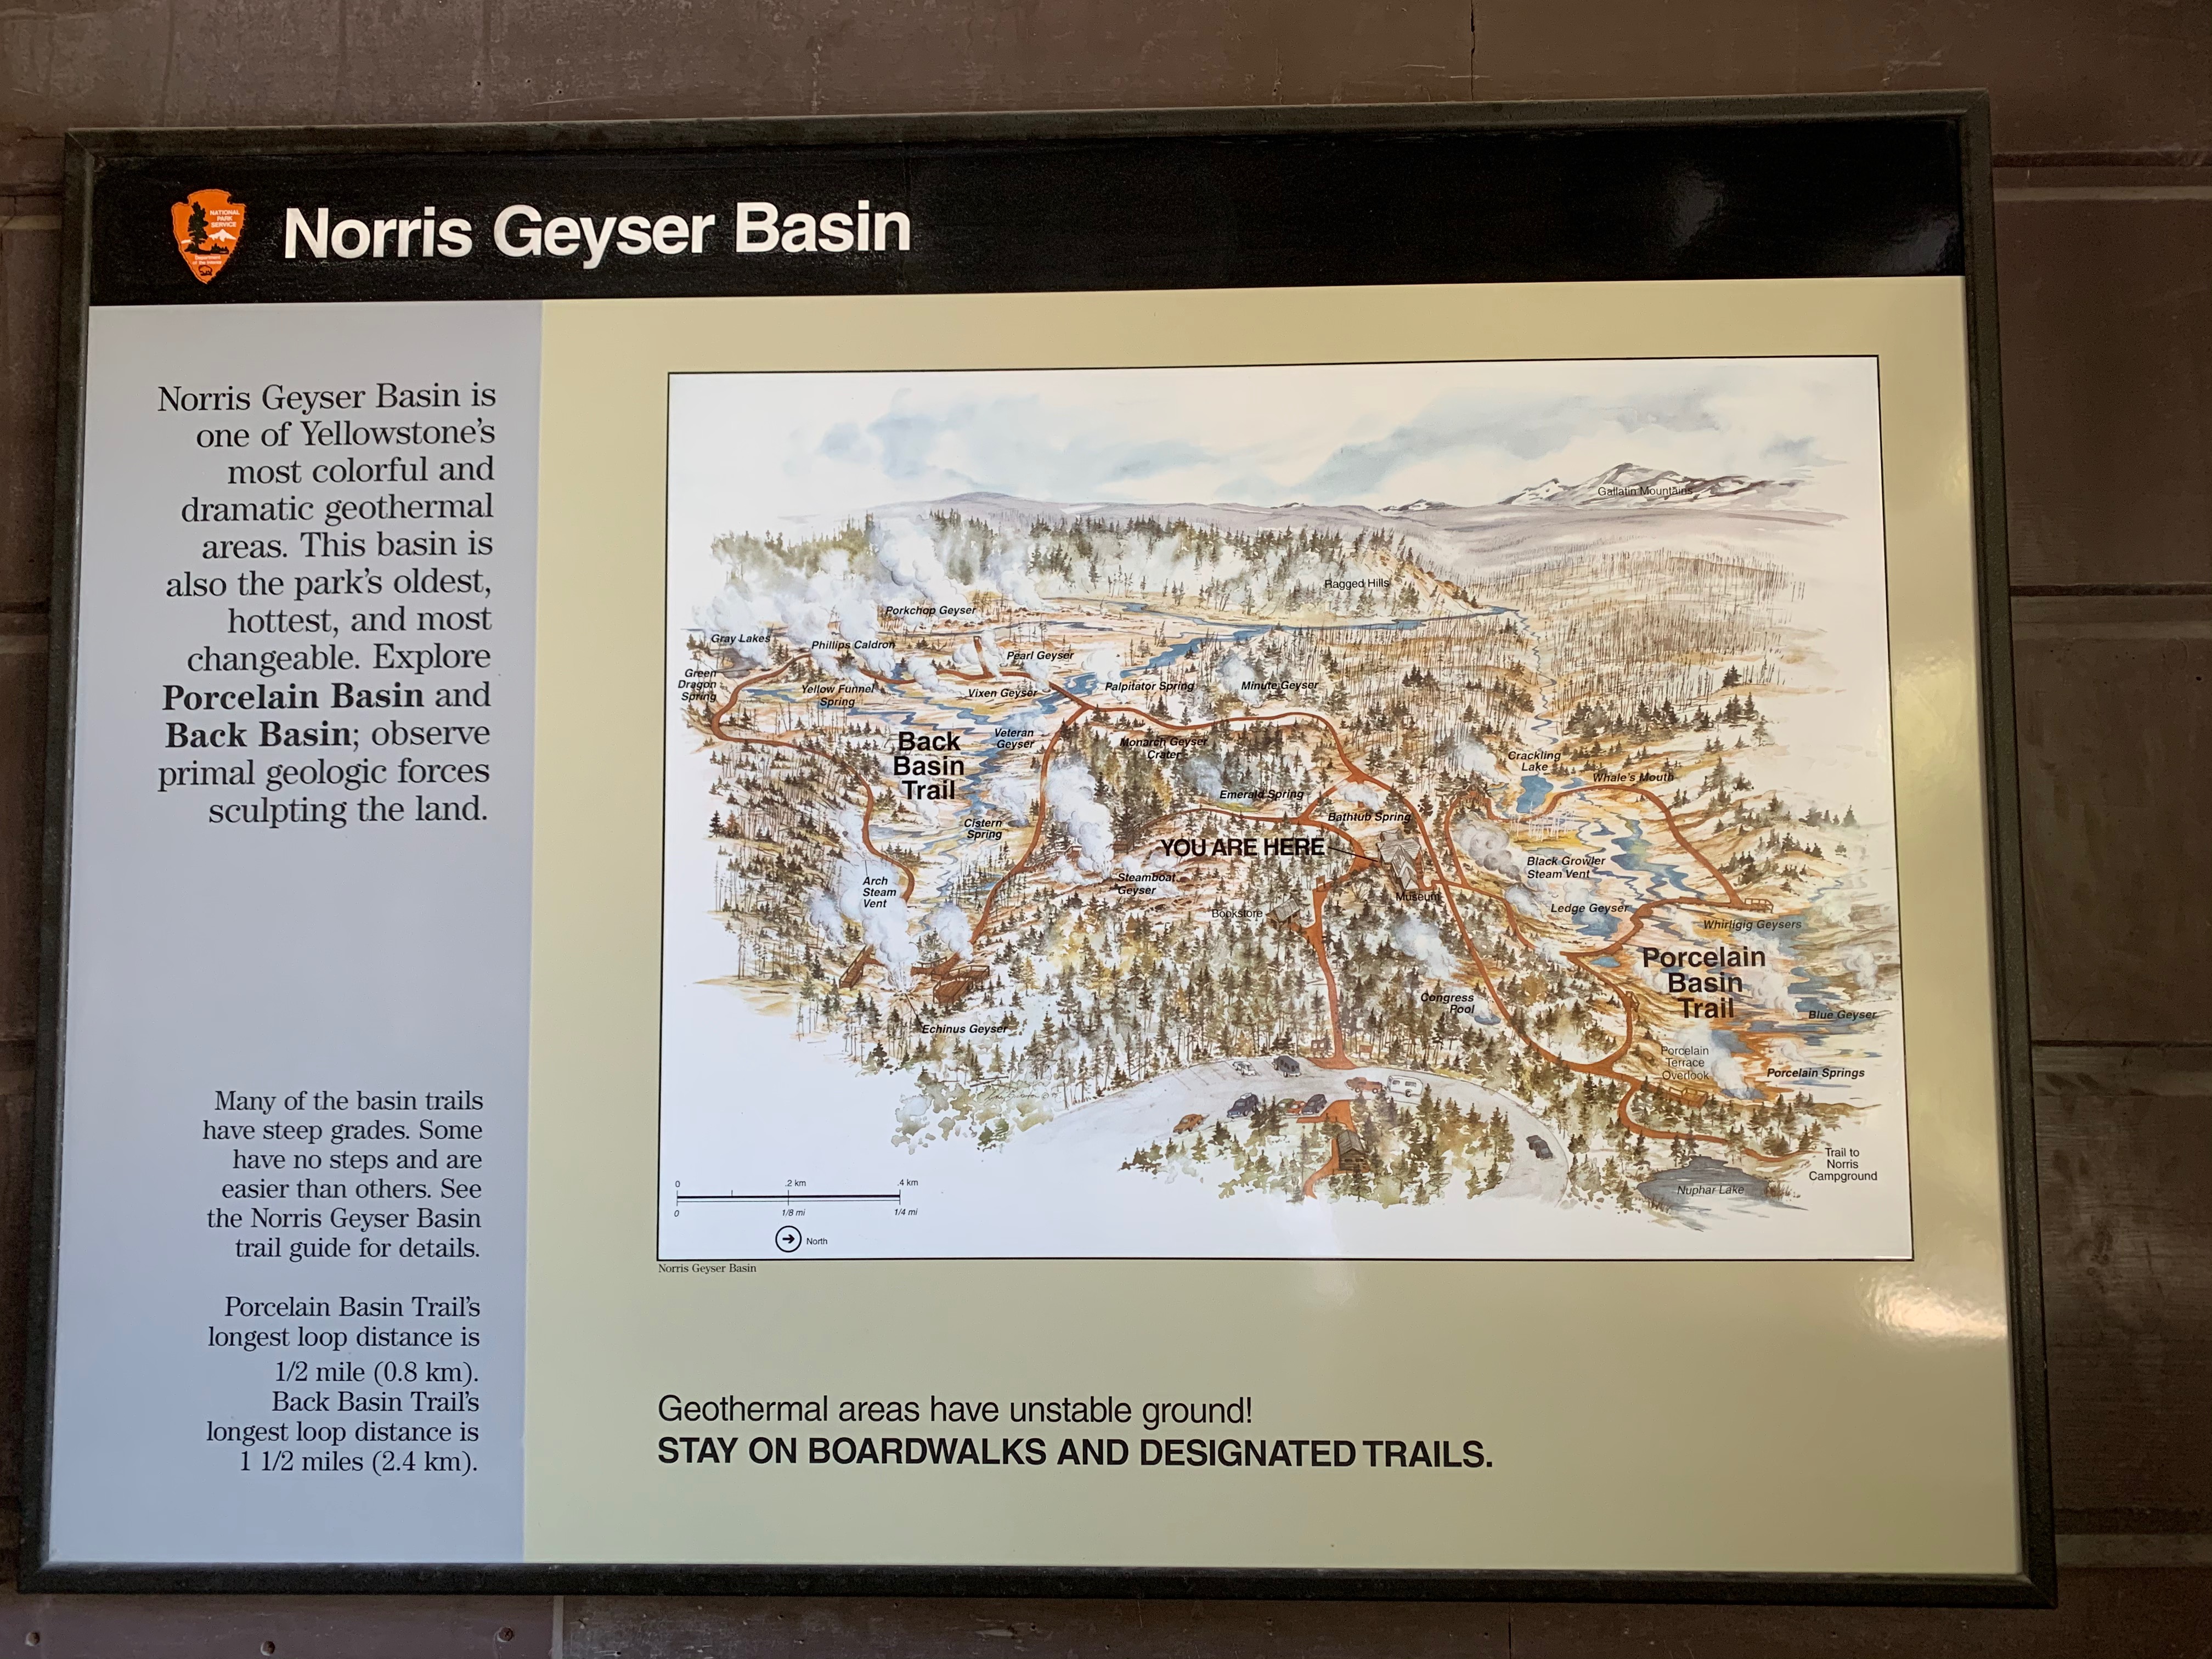 NATIONAL
PARK
SERVICE
Department
of the Interior
Norris Geyser Basin
Norris Geyser Basin is
one of Yellowstone's
most colorful and
dramatic geothermal
areas. This basin is
also the park's oldest,
hottest, and most
changeable. Explore
Porcelain Basin and
Back Basin; observe
primal geologic forces
sculpting the land.
Many of the basin trails
have steep grades. Some
have no steps and are
easier than others. See
the Norris Geyser Basin
trail guide for details.
Porcelain Basin Trail's
longest loop distance is
1/2 mile (0.8 km).
Back Basin Trail's
longest loop distance is
1 1/2 miles (2.4 km).
Gallatin Mountains
Ragged Hills
Porkchop Geyser
Gray Lakes
Phillips Caldron
Pearl Geyser
Green
Dragon
Spring
Yellow Funnel
Spring
Vixen Geyser
Palpitator Spring
Minute Geyser
Veteran
Geyser
Back
Basin
Trail
Monarch Geyser
Crater
Crackling
Lake
Whale's Mouth
Emerald Spring
Cistern
Spring
Bathtub Spring
YOU ARE HERE
Black Growler
Steam Vent
Arch
Steam
Vent
Steamboat
Geyser
Museum
Bookstore
Ledge Geyser
Whirligig Geysers
Porcelain
Basin
Trail
Congress
Pool
Blue Geyser
Echinus Geyser
Porcelain
Terrace
Overlook
Porcelain Springs
Trail to
Norris
Campground
Nuphar Lake
0 .2 km .4 km
0 1/8 mi 1/4 mi
North
Norris Geyser Basin
Geothermal areas have unstable ground!
STAY ON BOARDWALKS AND DESIGNATED TRAILS.